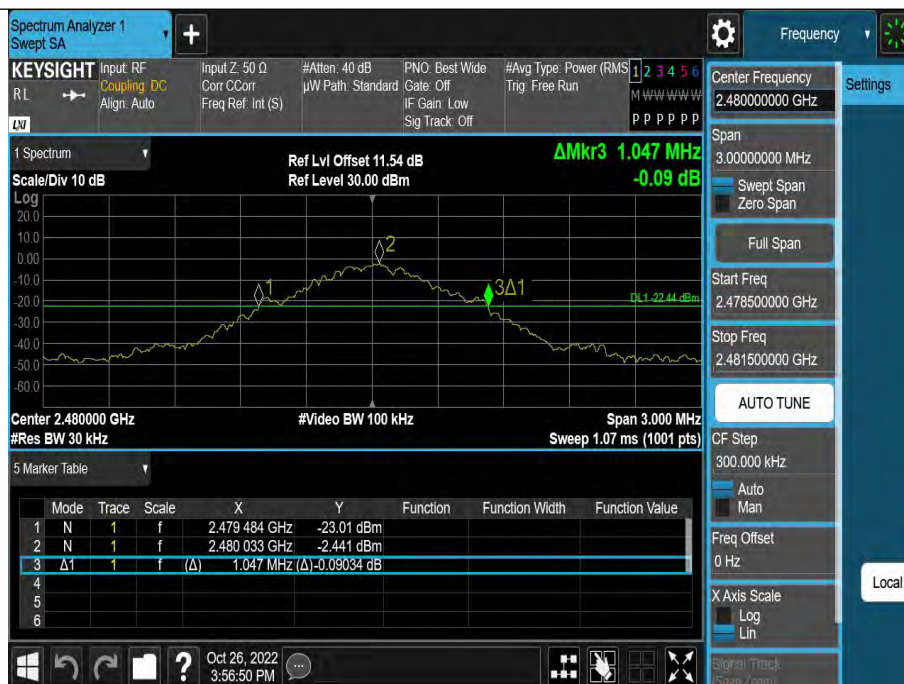 Spectrum Analyzer 1
Swept SA
+
Frequency
KEYSIGHT
RL
LXI
Input: RF
Coupling: DC
Align: Auto
Input Z: 50 Ω
Corr CCorr
Freq Ref: Int (S)
#Atten: 40 dB
µW Path: Standard
PNO: Best Wide
Gate: Off
IF Gain: Low
Sig Track: Off
#Avg Type: Power (RMS
Trig: Free Run
1 2 3 4 5 6
M W W W W W
P P P P P P
1 Spectrum
Scale/Div 10 dB
Ref Lvl Offset 11.54 dB
Ref Level 30.00 dBm
ΔMkr3 1.047 MHz
-0.09 dB
Log
20.0
10.0
0.00
-10.0
-20.0
-30.0
-40.0
-50.0
-60.0
1
2
3Δ1
DL1 -22.44 dBm
Center 2.480000 GHz
#Video BW 100 kHz
Span 3.000 MHz
#Res BW 30 kHz
Sweep 1.07 ms (1001 pts)
5 Marker Table
Mode Trace Scale X Y Function Function Width Function Value
1 N 1 f 2.479 484 GHz -23.01 dBm
2 N 1 f 2.480 033 GHz -2.441 dBm
3 Δ1 1 f (Δ) 1.047 MHz (Δ) -0.09034 dB
4
5
6
?
Oct 26, 2022
3:56:50 PM
Center Frequency
2.480000000 GHz
Settings
Span
3.00000000 MHz
Swept Span
Zero Span
Full Span
Start Freq
2.478500000 GHz
Stop Freq
2.481500000 GHz
AUTO TUNE
CF Step
300.000 kHz
Auto
Man
Freq Offset
0 Hz
Local
X Axis Scale
Log
Lin
Signal Track
(Span Zoom)